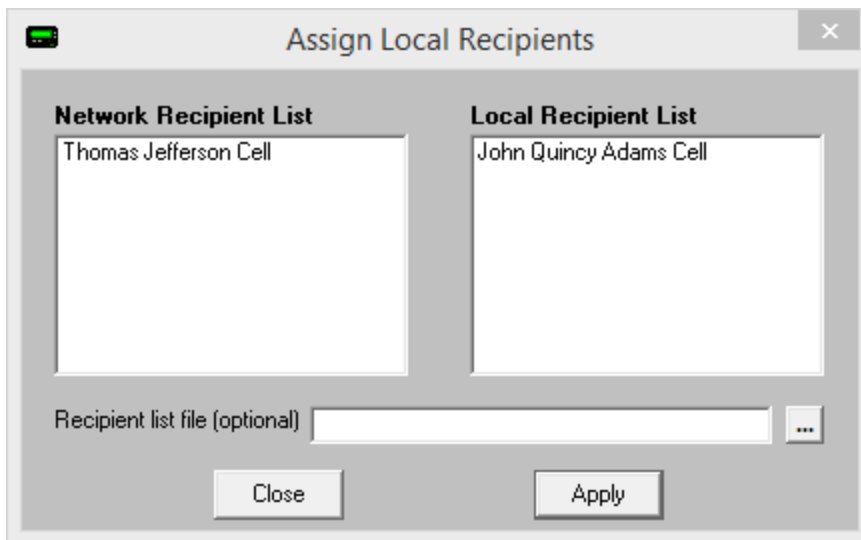 Assign Local Recipients
Network Recipient List
Local Recipient List
Thomas Jefferson Cell
John Quincy Adams Cell
Recipient list file (optional)
...
Close
Apply